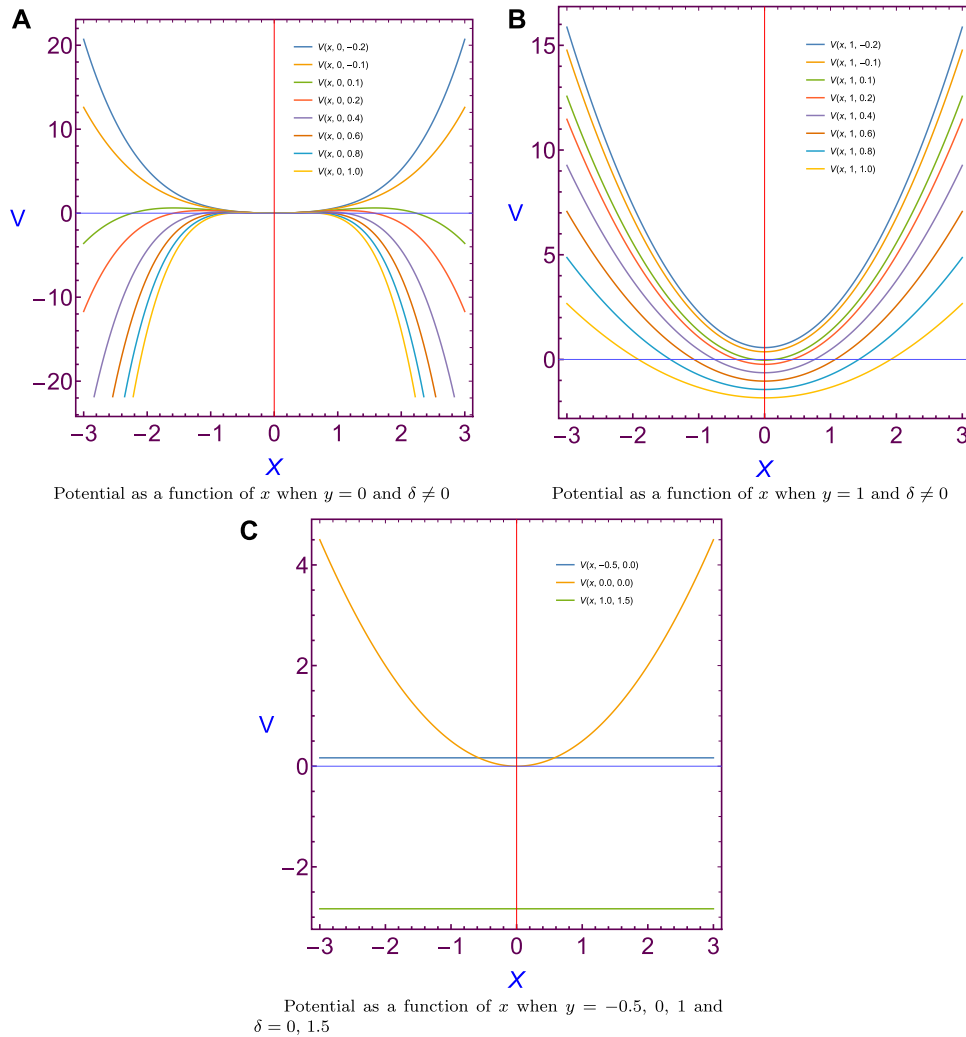 A
20
10
0
−10
−20
V
V(x, 0, −0.2)
V(x, 0, −0.1)
V(x, 0, 0.1)
V(x, 0, 0.2)
V(x, 0, 0.4)
V(x, 0, 0.6)
V(x, 0, 0.8)
V(x, 0, 1.0)
−3 −2 −1 0 1 2 3
X
Potential as a function of x when y = 0 and δ ≠ 0
B
15
10
5
0
V
V(x, 1, −0.2)
V(x, 1, −0.1)
V(x, 1, 0.1)
V(x, 1, 0.2)
V(x, 1, 0.4)
V(x, 1, 0.6)
V(x, 1, 0.8)
V(x, 1, 1.0)
−3 −2 −1 0 1 2 3
X
Potential as a function of x when y = 1 and δ ≠ 0
C
4
2
0
−2
V
V(x, −0.5, 0.0)
V(x, 0.0, 0.0)
V(x, 1.0, 1.5)
−3 −2 −1 0 1 2 3
X
Potential as a function of x when y = −0.5, 0, 1 and
δ = 0, 1.5